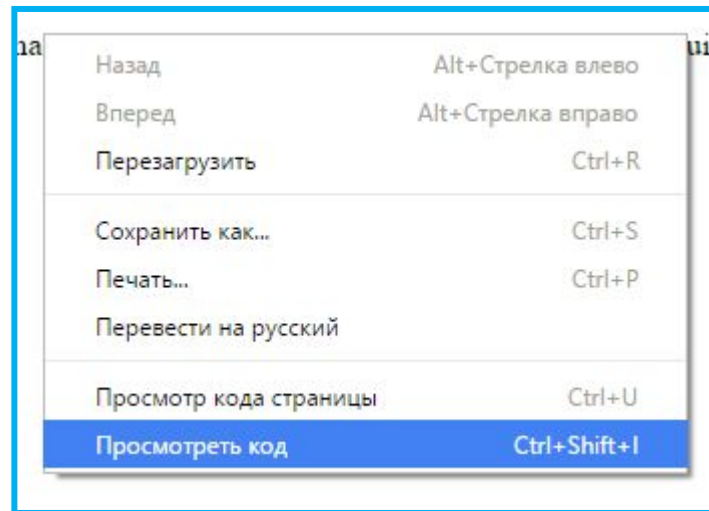 Назад Alt+Стрелка влево
Вперед Alt+Стрелка вправо
Перезагрузить Ctrl+R
Сохранить как... Ctrl+S
Печать... Ctrl+P
Перевести на русский
Просмотр кода страницы Ctrl+U
Просмотреть код Ctrl+Shift+I